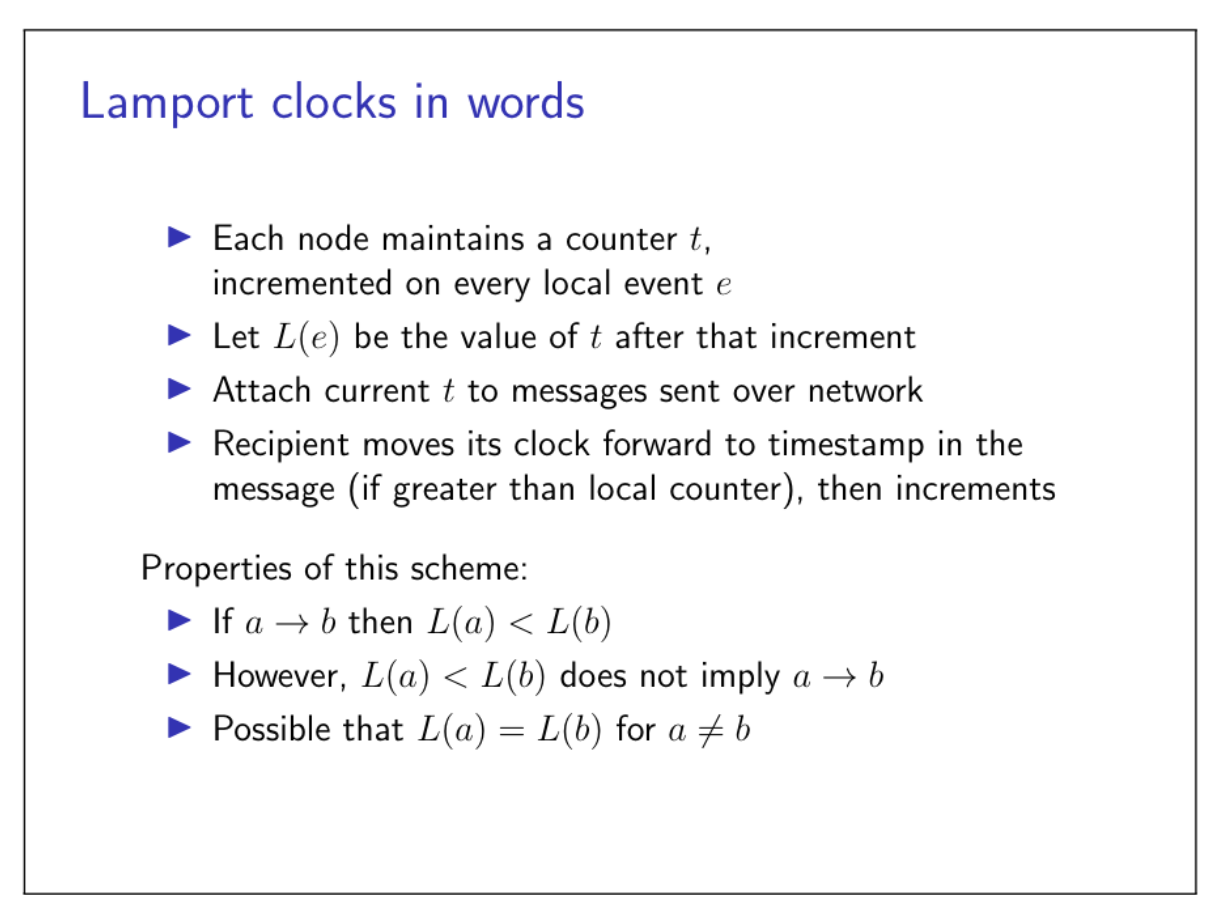 Lamport clocks in words
▶ Each node maintains a counter t,
incremented on every local event e
▶ Let L(e) be the value of t after that increment
▶ Attach current t to messages sent over network
▶ Recipient moves its clock forward to timestamp in the
message (if greater than local counter), then increments
Properties of this scheme:
▶ If a → b then L(a) < L(b)
▶ However, L(a) < L(b) does not imply a → b
▶ Possible that L(a) = L(b) for a ≠ b